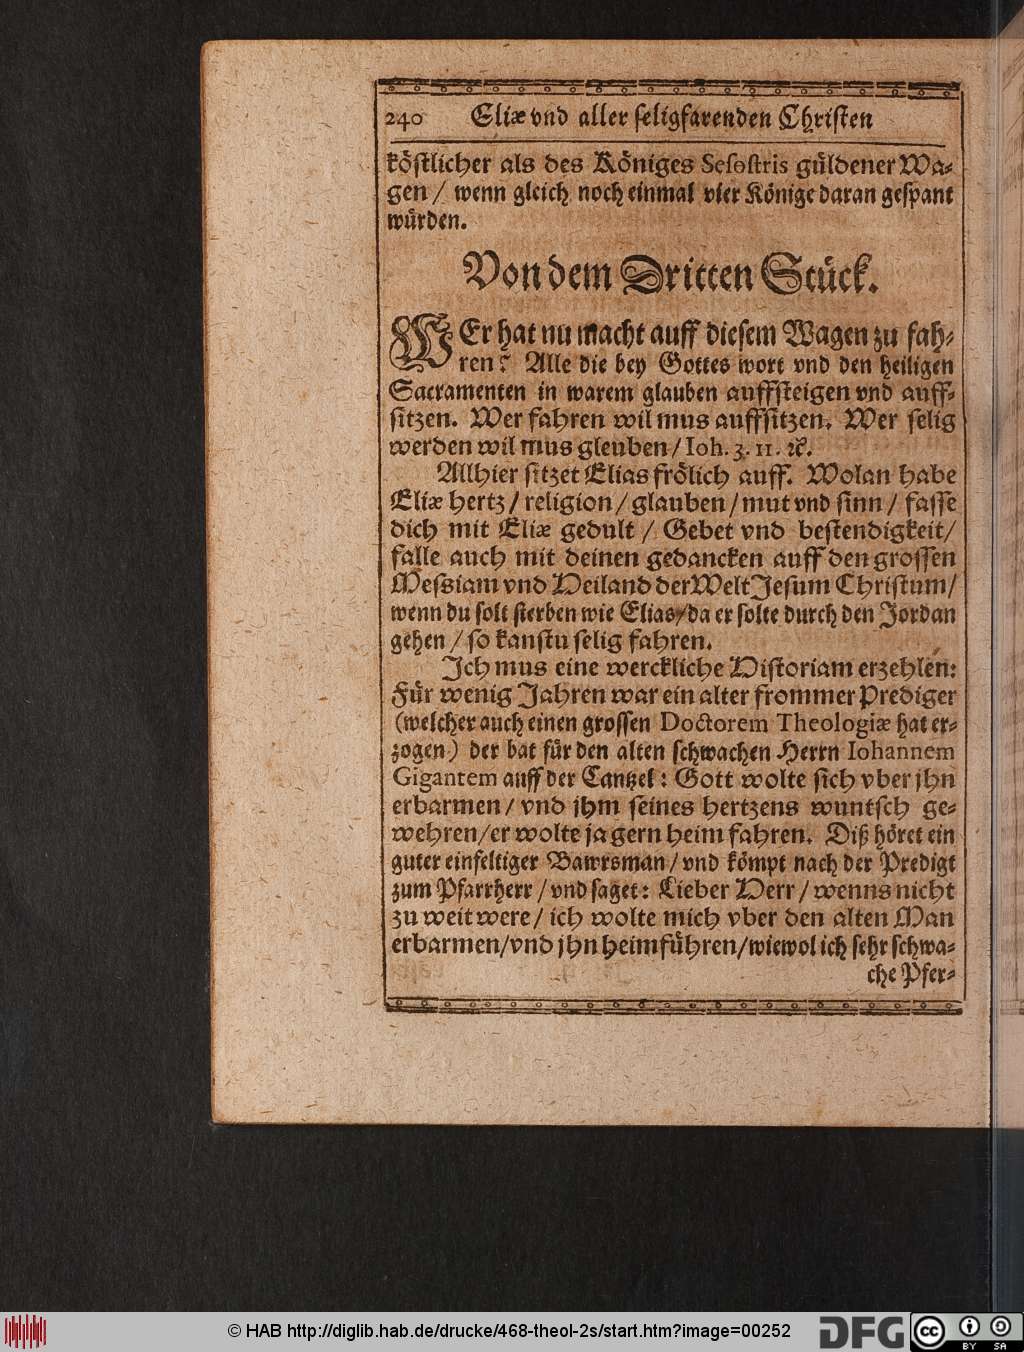 240 Eliæ vnd aller seligfarenden Christen
köstlicher als des Königes Sesostris güldener Wa-
gen / wenn gleich noch einmal vier Könige daran gespant
würden.
Von dem Dritten Stück.
WEr hat nu macht auff diesem Wagen zu fah-
ren? Alle die bey Gottes wort vnd den heiligen
Sacramenten in warem glauben auffsteigen vnd auff-
sitzen. Wer fahren wil mus auffsitzen. Wer selig
werden wil mus gleuben / Ioh. 3. 11. ꝛc.
Allhier sitzet Elias frölich auff. Wolan habe
Eliæ hertz / religion / glauben / mut vnd sinn / fasse
dich mit Eliæ gedult / Gebet vnd bestendigkeit /
falle auch mit deinen gedancken auff den grossen
Messiam vnd Heiland der Welt Jesum Christum /
wenn du solt sterben wie Elias / da er solte durch den Jordan
gehen / so kanstu selig fahren.
Ich mus eine werckliche Historiam erzehlen:
Für wenig Jahren war ein alter frommer Prediger
(welcher auch einen grossen Doctorem Theologiæ hat er-
zogen) der bat für den alten schwachen Herrn Iohannem
Gigantem auff der Cantzel: Gott wolte sich vber jhn
erbarmen / vnd jhm seines hertzens wuntsch ge-
wehren / er wolte ja gern heim fahren. Diß höret ein
guter einfeltiger Bawrsman / vnd kömpt nach der Predigt
zum Pfarrherr / vnd saget: Lieber Herr / wenns nicht
zu weit were / ich wolte mich vber den alten Man
erbarmen / vnd jhn heimführen / wiewol ich sehr schwa-
che Pfer-
© HAB http://diglib.hab.de/drucke/468-theol-2s/start.htm?image=00252
DFG
cc BY SA